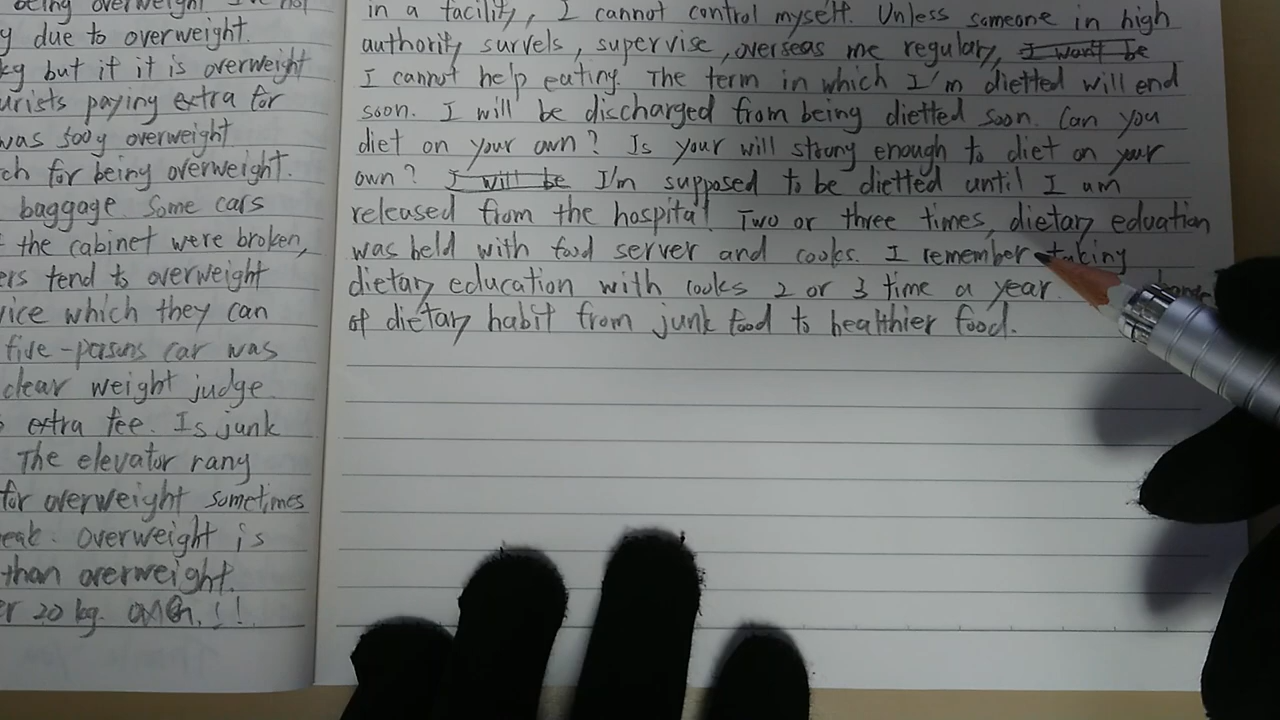 being overweight I've not
y due to overweight.
kg but if it is overweight
urists paying extra for
was 500g overweight
ch for being overweight.
baggage. Some cars
the cabinet were broken,
ers tend to overweight
vice which they can
five-persons car was
clear weight judge
extra fee. Is junk
The elevator rang
for overweight sometimes
eak. Overweight is
than overweight.
er 20 kg. OMG.!!
in a facility, I cannot control myself. Unless someone in high
authority survels, supervise, overseas me regulary, I won't be
I cannot help eating. The term in which I'm dietted will end
soon. I will be discharged from being dietted soon. Can you
diet on your own? Is your will strong enough to diet on your
own? I will be I'm supposed to be dietted until I am
released from the hospital. Two or three times, dietary eduation
was held with food server and cooks. I remember taking
dietary education with cooks 2 or 3 time a year.
of dietary habit from junk food to healthier food.